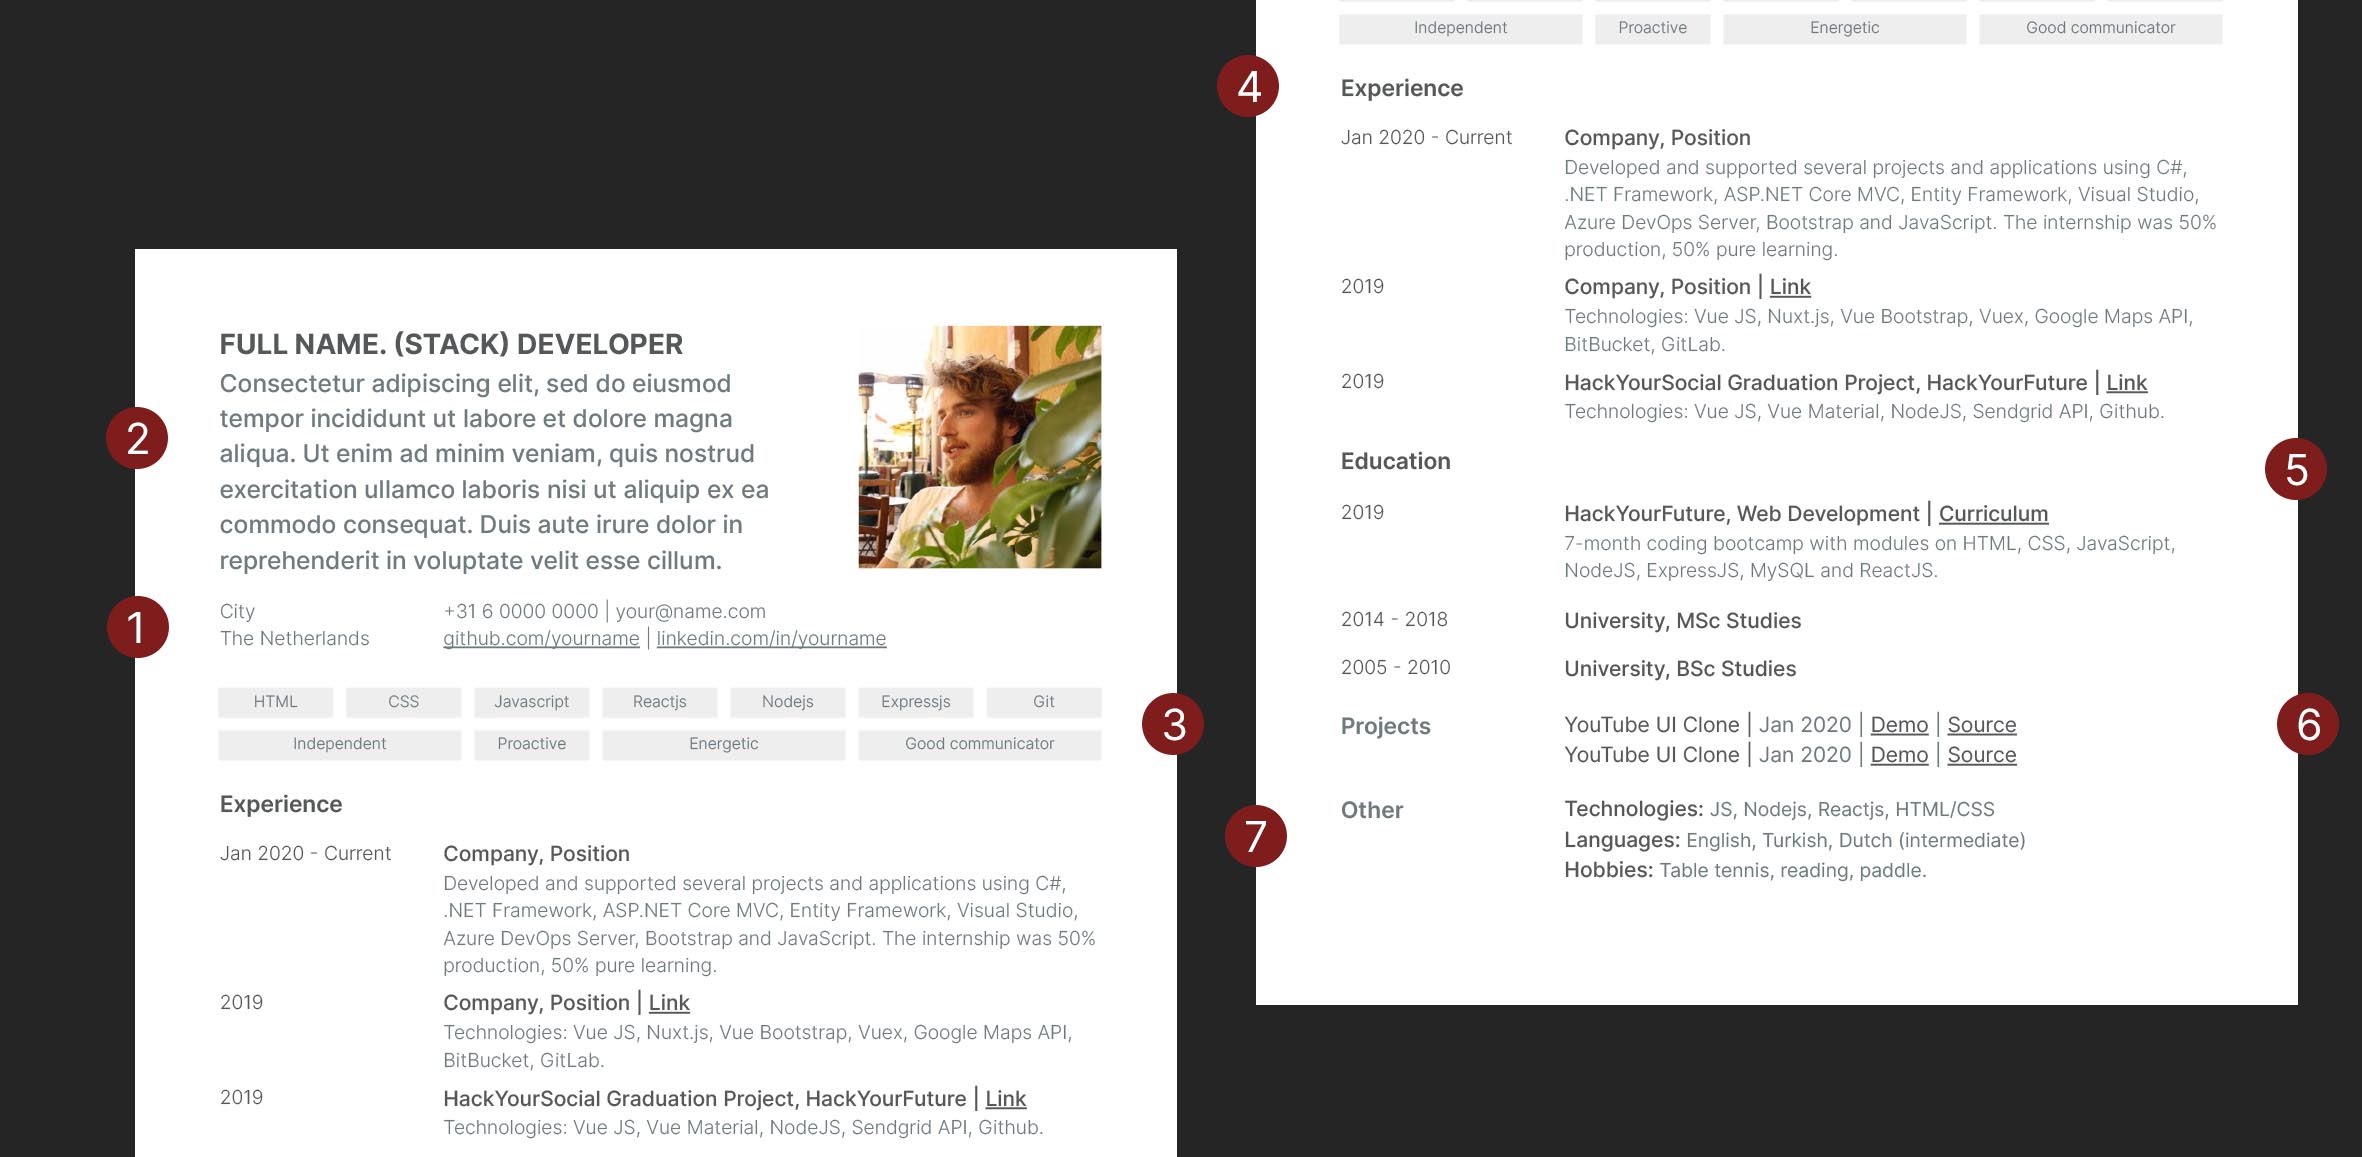 FULL NAME. (STACK) DEVELOPER
Consectetur adipiscing elit, sed do eiusmod
tempor incididunt ut labore et dolore magna
aliqua. Ut enim ad minim veniam, quis nostrud
exercitation ullamco laboris nisi ut aliquip ex ea
commodo consequat. Duis aute irure dolor in
reprehenderit in voluptate velit esse cillum.
2
City
+31 6 0000 0000 | your@name.com
The Netherlands
github.com/yourname | linkedin.com/in/yourname
1
HTML CSS Javascript Reactjs Nodejs Expressjs Git
Independent Proactive Energetic Good communicator
3
Experience
Jan 2020 - Current
Company, Position
Developed and supported several projects and applications using C#,
.NET Framework, ASP.NET Core MVC, Entity Framework, Visual Studio,
Azure DevOps Server, Bootstrap and JavaScript. The internship was 50%
production, 50% pure learning.
2019
Company, Position | Link
Technologies: Vue JS, Nuxt.js, Vue Bootstrap, Vuex, Google Maps API,
BitBucket, GitLab.
2019
HackYourSocial Graduation Project, HackYourFuture | Link
Technologies: Vue JS, Vue Material, NodeJS, Sendgrid API, Github.
Independent Proactive Energetic Good communicator
4
Experience
Jan 2020 - Current
Company, Position
Developed and supported several projects and applications using C#,
.NET Framework, ASP.NET Core MVC, Entity Framework, Visual Studio,
Azure DevOps Server, Bootstrap and JavaScript. The internship was 50%
production, 50% pure learning.
2019
Company, Position | Link
Technologies: Vue JS, Nuxt.js, Vue Bootstrap, Vuex, Google Maps API,
BitBucket, GitLab.
2019
HackYourSocial Graduation Project, HackYourFuture | Link
Technologies: Vue JS, Vue Material, NodeJS, Sendgrid API, Github.
Education
5
2019
HackYourFuture, Web Development | Curriculum
7-month coding bootcamp with modules on HTML, CSS, JavaScript,
NodeJS, ExpressJS, MySQL and ReactJS.
2014 - 2018
University, MSc Studies
2005 - 2010
University, BSc Studies
Projects
YouTube UI Clone | Jan 2020 | Demo | Source
YouTube UI Clone | Jan 2020 | Demo | Source
6
Other
Technologies: JS, Nodejs, Reactjs, HTML/CSS
Languages: English, Turkish, Dutch (intermediate)
Hobbies: Table tennis, reading, paddle.
7